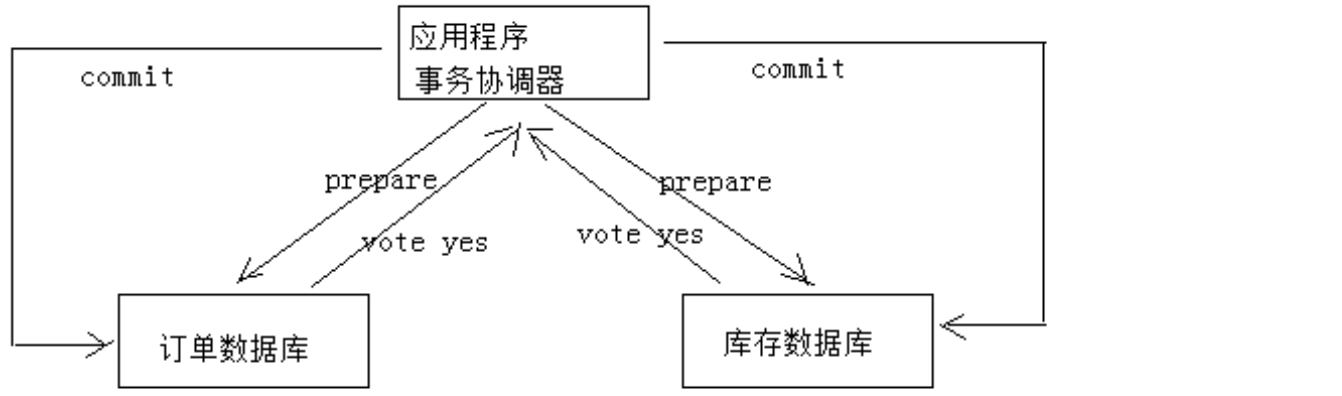 应用程序
事务协调器
commit
commit
prepare
prepare
vote yes
vote yes
订单数据库
库存数据库